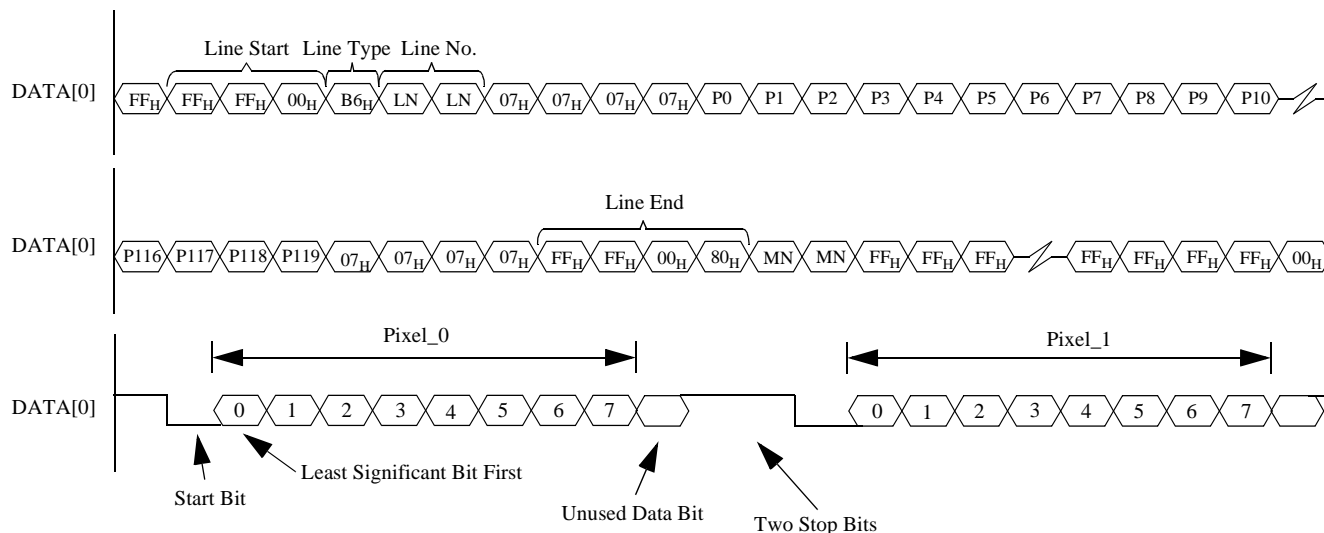 Line Start Line Type Line No.
DATA[0] FFH FFH FFH 00H B6H LN LN 07H 07H 07H 07H P0 P1 P2 P3 P4 P5 P6 P7 P8 P9 P10
Line End
DATA[0] P116 P117 P118 P119 07H 07H 07H 07H FFH FFH 00H 80H MN MN FFH FFH FFH FFH FFH FFH FFH 00H
Pixel_0 Pixel_1
DATA[0] 0 1 2 3 4 5 6 7 0 1 2 3 4 5 6 7
Least Significant Bit First
Start Bit Unused Data Bit Two Stop Bits